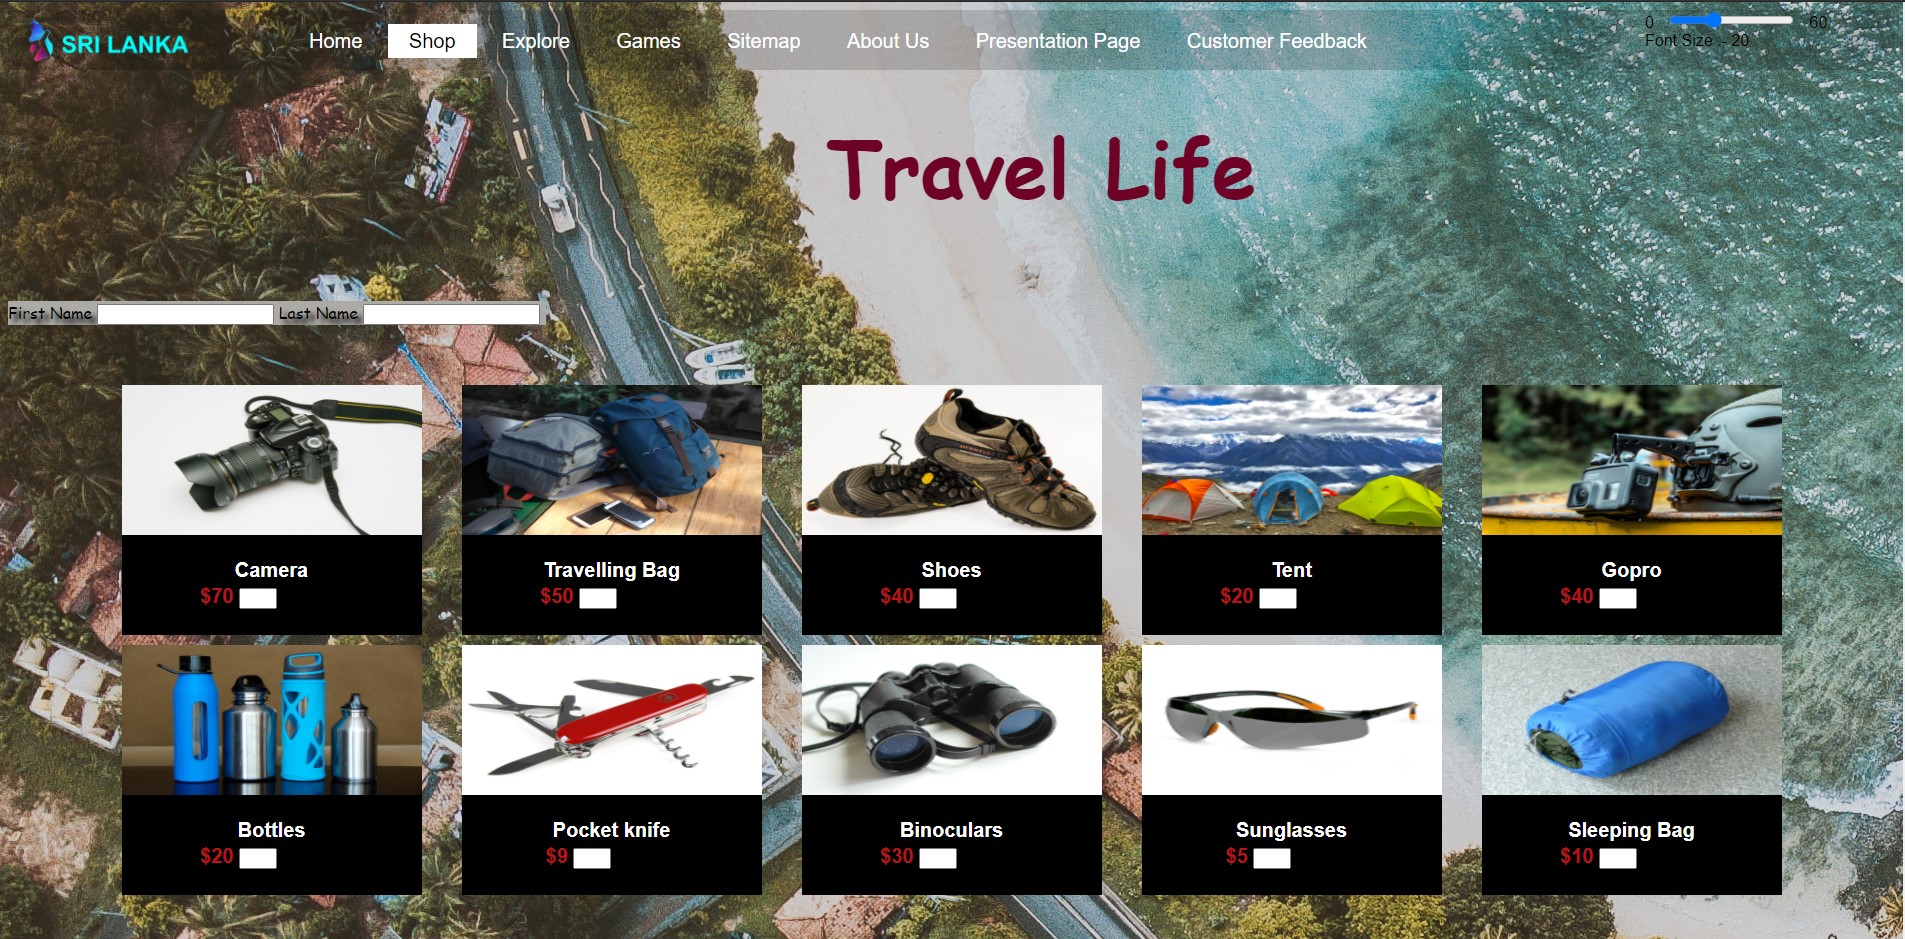 SRI LANKA
Home Shop Explore Games Sitemap About Us Presentation Page Customer Feedback
0 60
Font Size :- 20
Travel Life
First Name Last Name
Camera Travelling Bag Shoes Tent Gopro
$70 $50 $40 $20 $40
Bottles Pocket knife Binoculars Sunglasses Sleeping Bag
$20 $9 $30 $5 $10